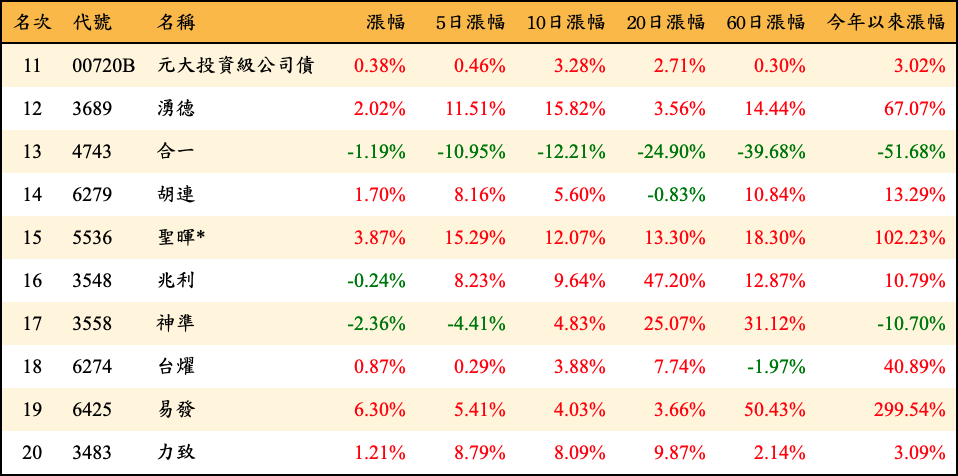 名次 代號 名稱 漲幅 5日漲幅 10日漲幅 20日漲幅 60日漲幅 今年以來漲幅
11 00720B 元大投資級公司債 0.38% 0.46% 3.28% 2.71% 0.30% 3.02%
12 3689 湧德 2.02% 11.51% 15.82% 3.56% 14.44% 67.07%
13 4743 合一 -1.19% -10.95% -12.21% -24.90% -39.68% -51.68%
14 6279 胡連 1.70% 8.16% 5.60% -0.83% 10.84% 13.29%
15 5536 聖暉* 3.87% 15.29% 12.07% 13.30% 18.30% 102.23%
16 3548 兆利 -0.24% 8.23% 9.64% 47.20% 12.87% 10.79%
17 3558 神準 -2.36% -4.41% 4.83% 25.07% 31.12% -10.70%
18 6274 台燿 0.87% 0.29% 3.88% 7.74% -1.97% 40.89%
19 6425 易發 6.30% 5.41% 4.03% 3.66% 50.43% 299.54%
20 3483 力致 1.21% 8.79% 8.09% 9.87% 2.14% 3.09%